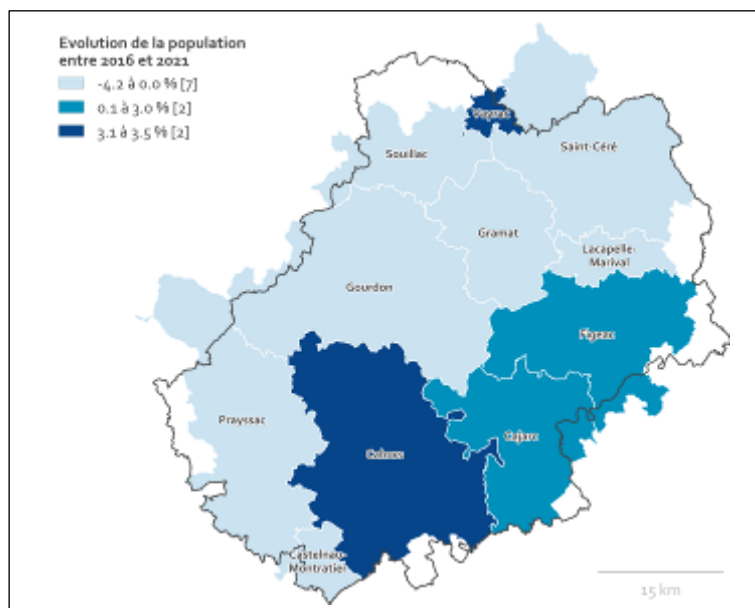 Evolution de la population
entre 2016 et 2021
-4.2 à 0.0 % [7]
0.1 à 3.0 % [2]
3.1 à 3.5 % [2]
Vayrac
Souillac
Saint-Céré
Gramat
Lacapelle-
Marival
Gourdon
Figeac
Prayssac
Cajarc
Cahors
Castelnau-
Montratier
15 km